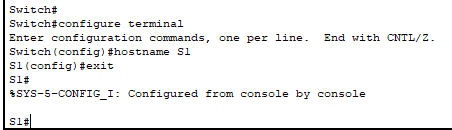 Switch#
Switch#configure terminal
Enter configuration commands, one per line.  End with CNTL/Z.
Switch(config)#hostname S1
S1(config)#exit
S1#
%SYS-5-CONFIG_I: Configured from console by console
S1#